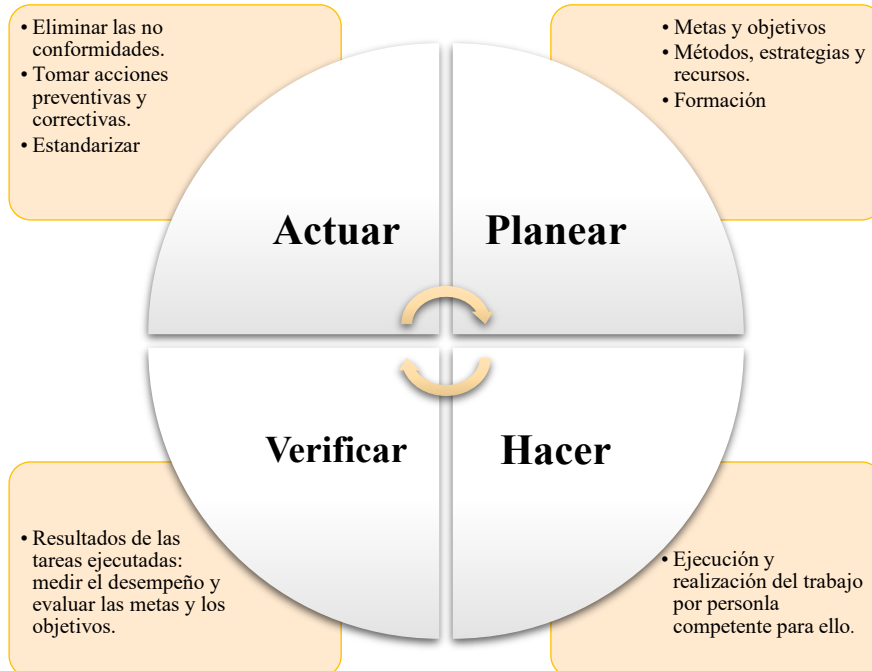 • Eliminar las no
conformidades.
• Tomar acciones
preventivas y
correctivas.
• Estandarizar
• Metas y objetivos
• Métodos, estrategias y
recursos.
• Formación
Actuar
Planear
Verificar
Hacer
• Resultados de las
tareas ejecutadas:
medir el desempeño y
evaluar las metas y los
objetivos.
• Ejecución y
realización del trabajo
por personla
competente para ello.